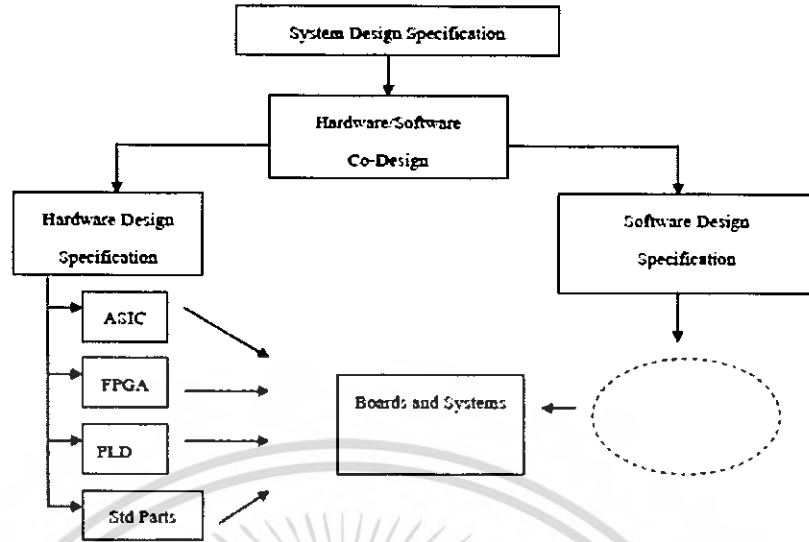 System Design Specification
Hardware/Software
Co-Design
Hardware Design
Specification
Software Design
Specification
ASIC
FPGA
PLD
Std Parts
Boards and Systems